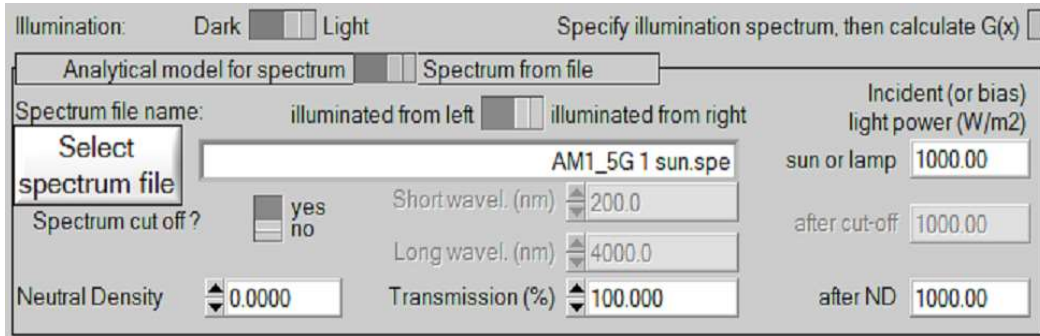 Illumination: Dark Light Specify illumination spectrum, then calculate G(x)
Analytical model for spectrum Spectrum from file
Spectrum file name: illuminated from left illuminated from right Incident (or bias)
light power (W/m2)
Select
spectrum file
AM1_5G 1 sun.spe sun or lamp 1000.00
Spectrum cut off ? yes
no
Short wavel. (nm) 200.0 after cut-off 1000.00
Long wavel. (nm) 4000.0
Neutral Density 0.0000 Transmission (%) 100.000 after ND 1000.00